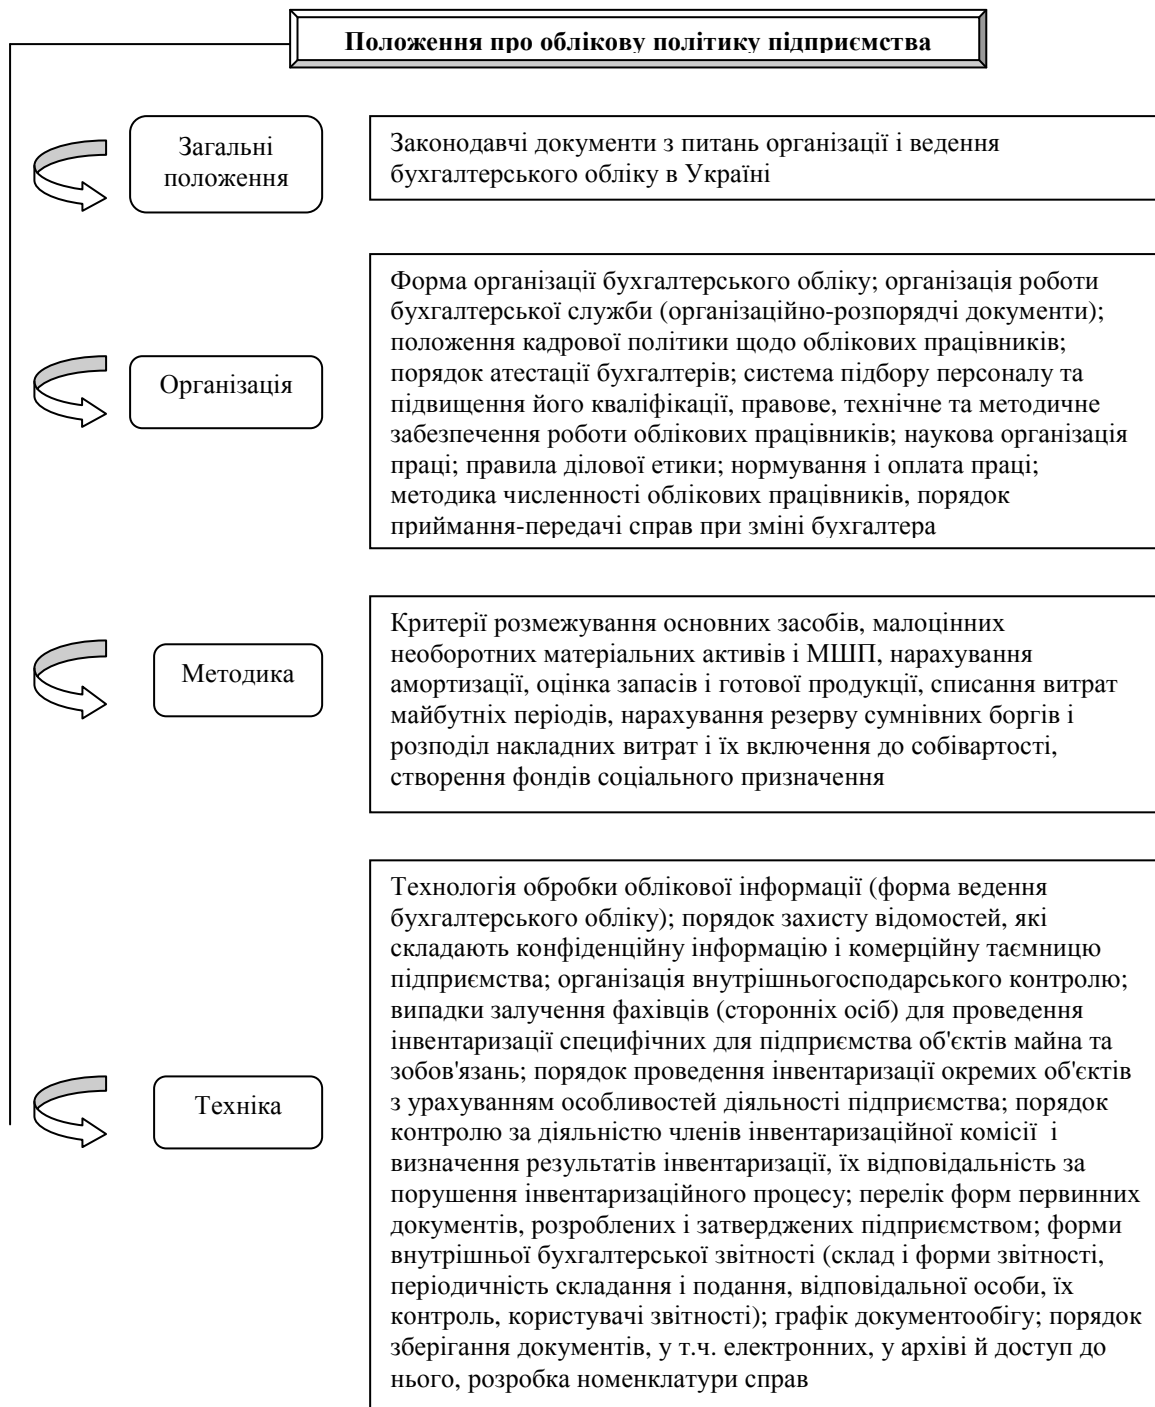 Положення про облікову політику підприємства
Загальні
положення
Законодавчі документи з питань організації і ведення
бухгалтерського обліку в Україні
Організація
Форма організації бухгалтерського обліку; організація роботи
бухгалтерської служби (організаційно-розпорядчі документи);
положення кадрової політики щодо облікових працівників;
порядок атестації бухгалтерів; система підбору персоналу та
підвищення його кваліфікації, правове, технічне та методичне
забезпечення роботи облікових працівників; наукова організація
праці; правила ділової етики; нормування і оплата праці;
методика численності облікових працівників, порядок
приймання-передачі справ при зміні бухгалтера
Методика
Критерії розмежування основних засобів, малоцінних
необоротних матеріальних активів і МШП, нарахування
амортизації, оцінка запасів і готової продукції, списання витрат
майбутніх періодів, нарахування резерву сумнівних боргів і
розподіл накладних витрат і їх включення до собівартості,
створення фондів соціального призначення
Техніка
Технологія обробки облікової інформації (форма ведення
бухгалтерського обліку); порядок захисту відомостей, які
складають конфіденційну інформацію і комерційну таємницю
підприємства; організація внутрішньогосподарського контролю;
випадки залучення фахівців (сторонніх осіб) для проведення
інвентаризації специфічних для підприємства об'єктів майна та
зобов'язань; порядок проведення інвентаризації окремих об'єктів
з урахуванням особливостей діяльності підприємства; порядок
контролю за діяльністю членів інвентаризаційної комісії і
визначення результатів інвентаризації, їх відповідальність за
порушення інвентаризаційного процесу; перелік форм первинних
документів, розроблених і затверджених підприємством; форми
внутрішньої бухгалтерської звітності (склад і форми звітності,
періодичність складання і подання, відповідальної особи, їх
контроль, користувачі звітності); графік документообігу; порядок
зберігання документів, у т.ч. електронних, у архіві й доступ до
нього, розробка номенклатури справ